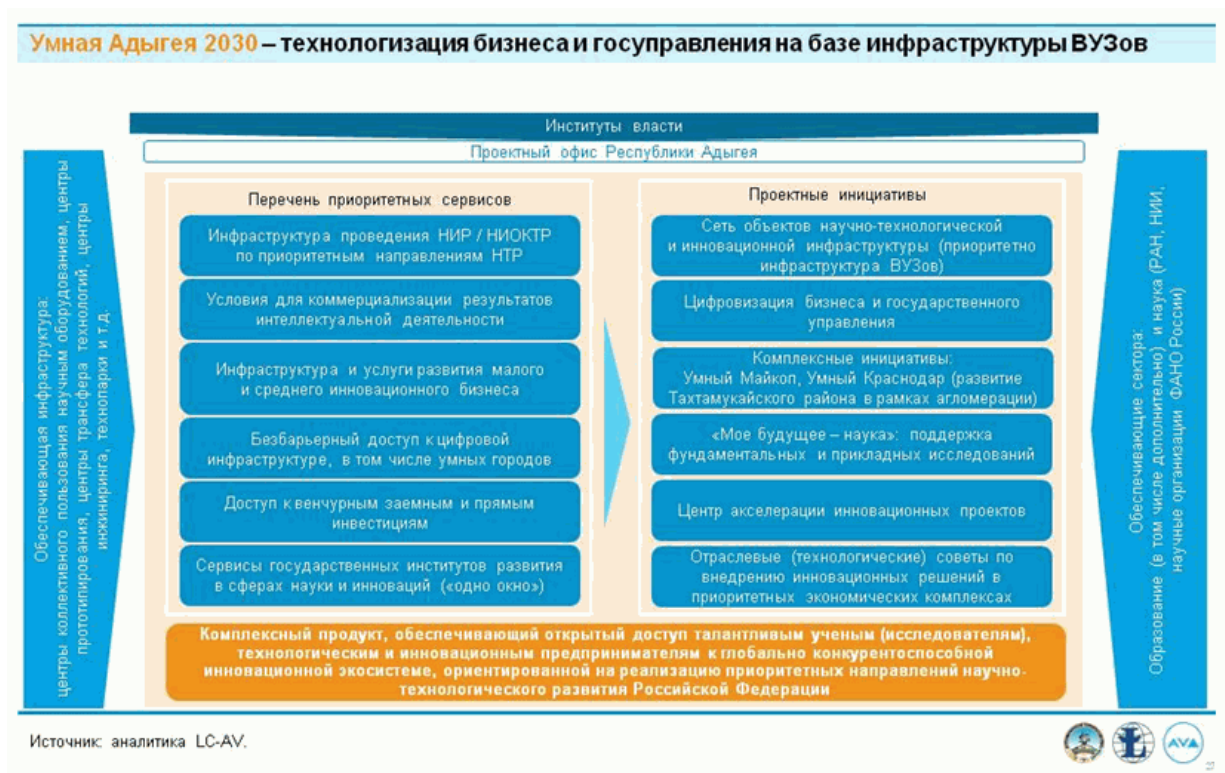 Умная Адыгея 2030 – технологизация бизнеса и госуправления на базе инфраструктуры ВУЗов
Институты власти
Проектный офис Республики Адыгея
Обеспечивающая инфраструктура:
центры коллективного пользования научным оборудованием, центры
прототипирования, центры трансфера технологий, центры
инжиниринга, технопарки и т.д.
Перечень приоритетных сервисов
Инфраструктура проведения НИР / НИОКТР
по приоритетным направлениям НТР
Условия для коммерциализации результатов
интеллектуальной деятельности
Инфраструктура и услуги развития малого
и среднего инновационного бизнеса
Безбарьерный доступ к цифровой
инфраструктуре, в том числе умных городов
Доступ к венчурным заемным и прямым
инвестициям
Сервисы государственных институтов развития
в сферах науки и инноваций («одно окно»)
Проектные инициативы
Сеть объектов научно-технологической
и инновационной инфраструктуры (приоритетно
инфраструктура ВУЗов)
Цифровизация бизнеса и государственного
управления
Комплексные инициативы:
Умный Майкоп, Умный Краснодар (развитие
Тахтамукайского района в рамках агломерации)
«Мое будущее – наука»: поддержка
фундаментальных и прикладных исследований
Центр акселерации инновационных проектов
Отраслевые (технологические) советы по
внедрению инновационных решений в
приоритетных экономических комплексах
Обеспечивающие сектора:
Образование (в том числе дополнительно) и наука (РАН, НИИ,
научные организации ФАНО России)
Комплексный продукт, обеспечивающий открытый доступ талантливым ученым (исследователям),
технологическим и инновационным предпринимателям к глобально конкурентоспособной
инновационной экосистеме, ориентированной на реализацию приоритетных направлений научно-
технологического развития Российской Федерации
Источник: аналитика LC-AV.
AVA